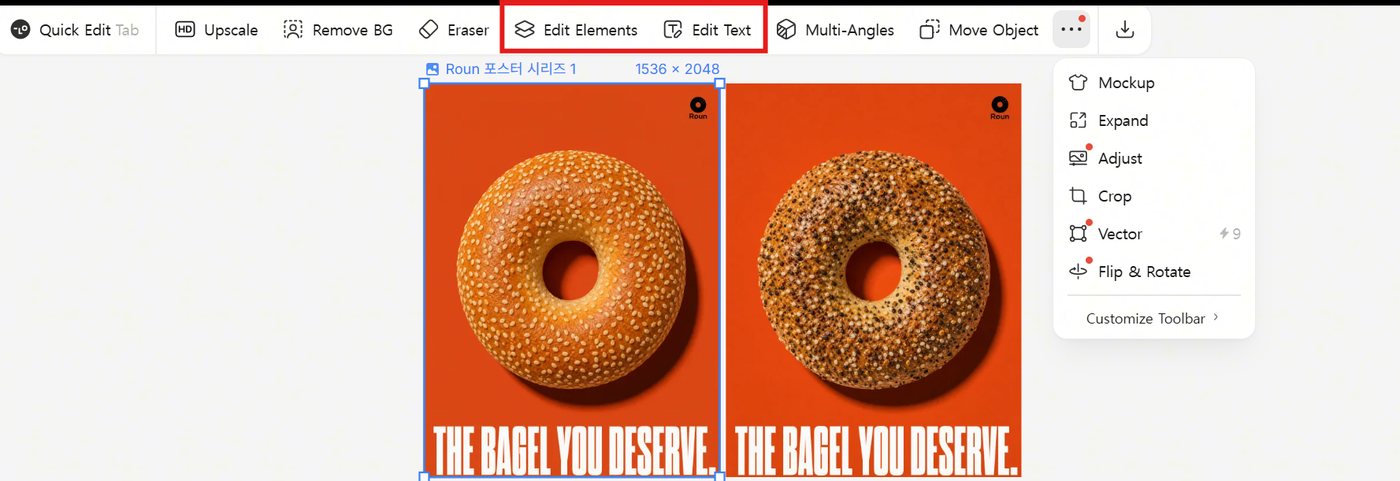 Quick Edit Tab
HD Upscale
Remove BG
Eraser
Edit Elements
Edit Text
Multi-Angles
Move Object
Roun 포스터 시리즈 1
1536 × 2048
Mockup
Expand
Adjust
Crop
Vector 9
Flip & Rotate
Customize Toolbar
Roun
THE BAGEL YOU DESERVE.
Roun
THE BAGEL YOU DESERVE.